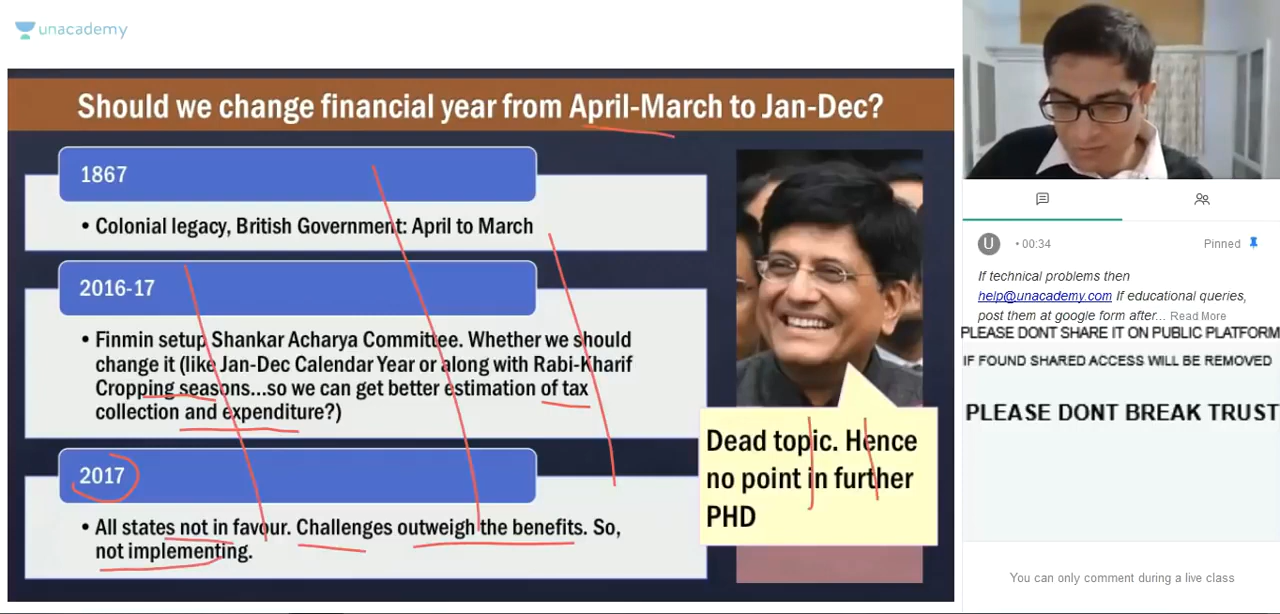 unacademy
Should we change financial year from April-March to Jan-Dec?
1867
• Colonial legacy, British Government: April to March
2016-17
• Finmin setup Shankar Acharya Committee. Whether we should
change it (like Jan-Dec Calendar Year or along with Rabi-Kharif
Cropping seasons...so we can get better estimation of tax
collection and expenditure?)
2017
• All states not in favour. Challenges outweigh the benefits. So,
not implementing.
Dead topic. Hence
no point in further
PHD
U • 00:34 Pinned
If technical problems then
help@unacademy.com If educational queries,
post them at google form after... Read More
PLEASE DONT SHARE IT ON PUBLIC PLATFORM
IF FOUND SHARED ACCESS WILL BE REMOVED
PLEASE DONT BREAK TRUST
You can only comment during a live class